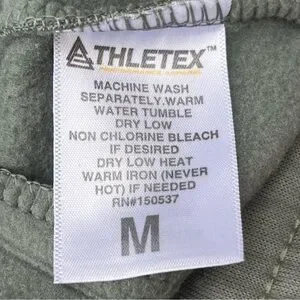 ATHLETEX™
MACHINE WASH
SEPARATELY.WARM
WATER TUMBLE
DRY LOW
NON CHLORINE BLEACH
IF DESIRED
DRY LOW HEAT
WARM IRON (NEVER
HOT) IF NEEDED
RN#150537
M